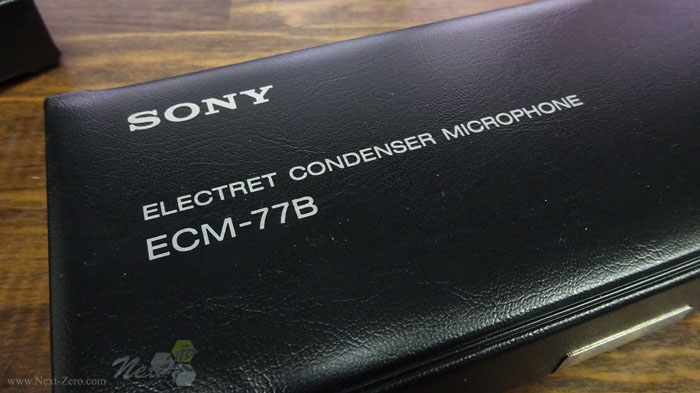 SONY
ELECTRET CONDENSER MICROPHONE
ECM-77B
www.Next-Zero.com